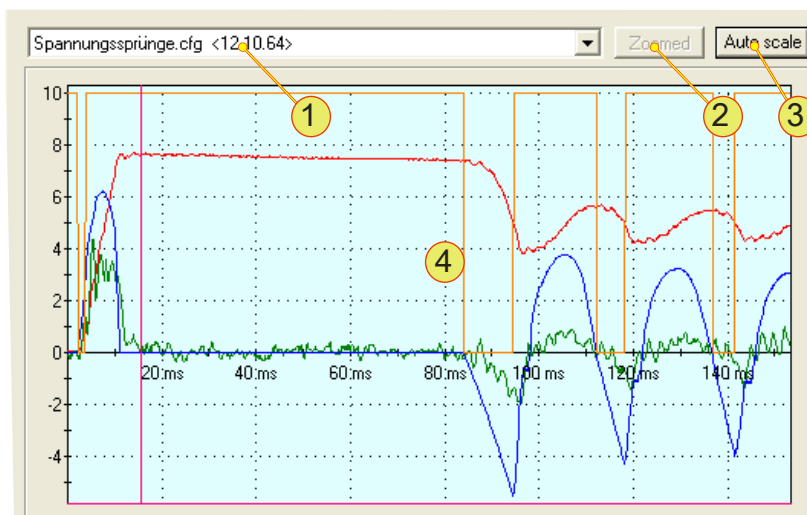 Spannungssprünge.cfg <12.10.64>
Zoomed
Auto scale
1
2
3
10
8
6
4
4
2
0
20 ms
40 ms
60 ms
80 ms
100 ms
120 ms
140 ms
-2
-4